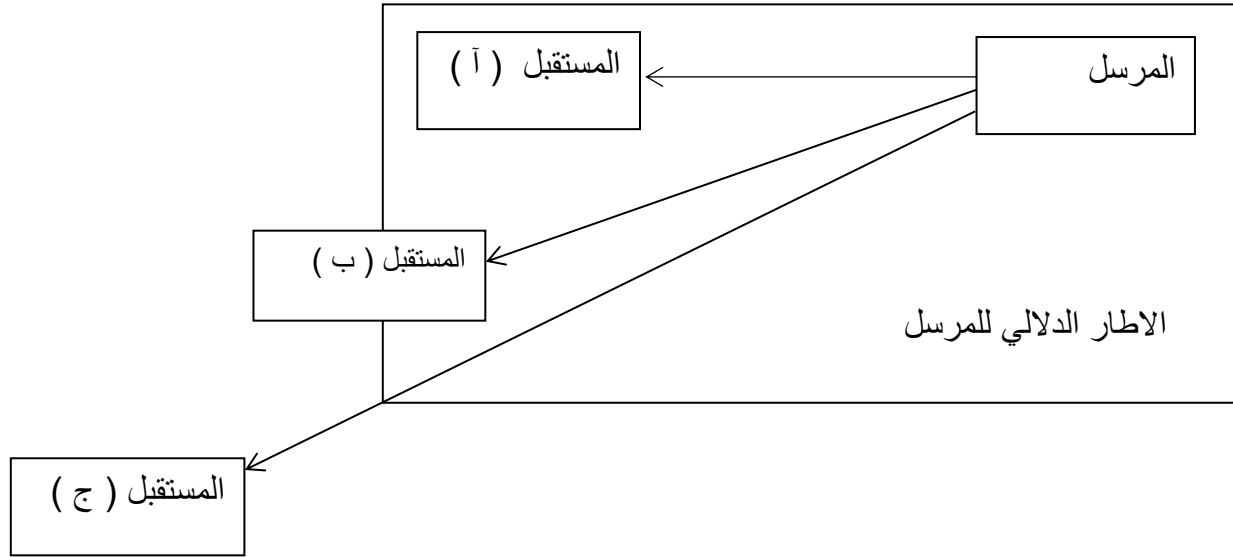 المرسل
المستقبل ( آ )
المستقبل ( ب )
الاطار الدلالي للمرسل
المستقبل ( ج )